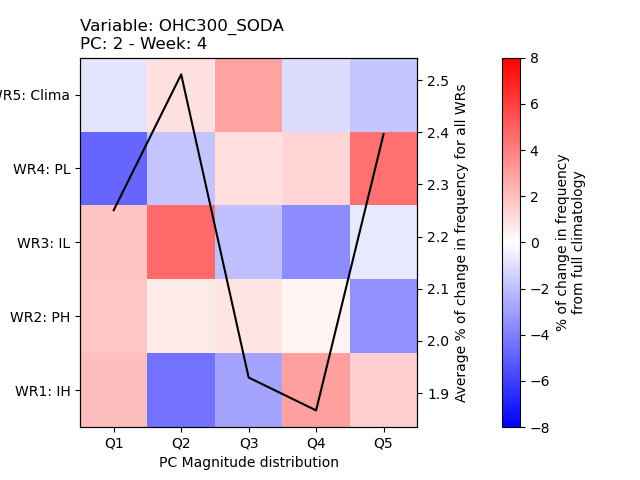 Variable: OHC300_SODA
PC: 2 - Week: 4
WR5: Clima
WR4: PL
WR3: IL
WR2: PH
WR1: IH
Q1 Q2 Q3 Q4 Q5
PC Magnitude distribution
2.5
2.4
2.3
2.2
2.1
2.0
1.9
Average % of change in frequency for all WRs
8
6
4
2
0
−2
−4
−6
−8
% of change in frequency
from full climatology